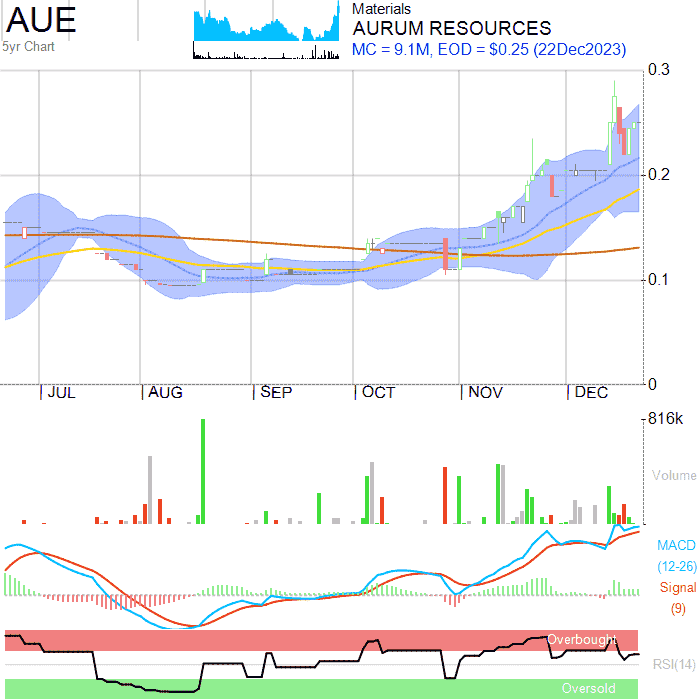 AUE
5yr Chart
Materials
AURUM RESOURCES
MC = 9.1M, EOD = $0.25 (22Dec2023)
0.3
0.2
0.1
0
JUL AUG SEP OCT NOV DEC
816k
Volume
MACD
(12-26)
Signal
(9)
Overbought
RSI(14)
Oversold